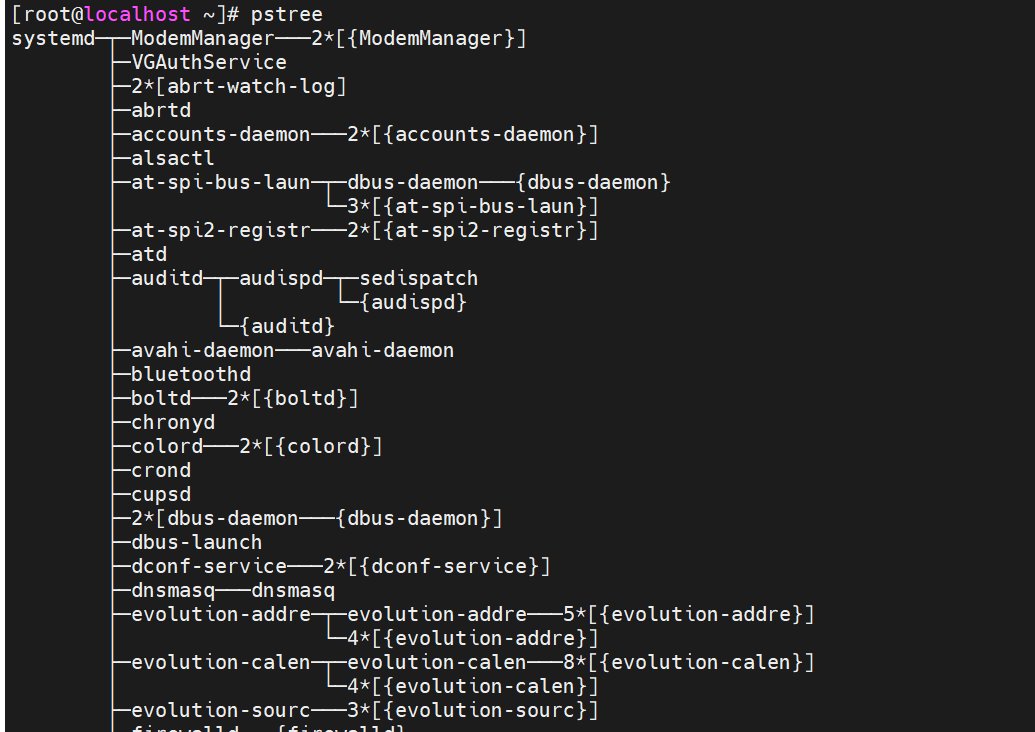 [root@localhost ~]# pstree
systemd─┬─ModemManager───2*[{ModemManager}]
        ├─VGAuthService
        ├─2*[abrt-watch-log]
        ├─abrtd
        ├─accounts-daemon───2*[{accounts-daemon}]
        ├─alsactl
        ├─at-spi-bus-laun─┬─dbus-daemon───{dbus-daemon}
        │                 └─3*[{at-spi-bus-laun}]
        ├─at-spi2-registr───2*[{at-spi2-registr}]
        ├─atd
        ├─auditd─┬─audispd─┬─sedispatch
        │        │         └─{audispd}
        │        └─{auditd}
        ├─avahi-daemon───avahi-daemon
        ├─bluetoothd
        ├─boltd───2*[{boltd}]
        ├─chronyd
        ├─colord───2*[{colord}]
        ├─crond
        ├─cupsd
        ├─2*[dbus-daemon───{dbus-daemon}]
        ├─dbus-launch
        ├─dconf-service───2*[{dconf-service}]
        ├─dnsmasq───dnsmasq
        ├─evolution-addre─┬─evolution-addre───5*[{evolution-addre}]
        │                 └─4*[{evolution-addre}]
        ├─evolution-calen─┬─evolution-calen───8*[{evolution-calen}]
        │                 └─4*[{evolution-calen}]
        ├─evolution-sourc───3*[{evolution-sourc}]
        ├─firewalld───{firewalld}